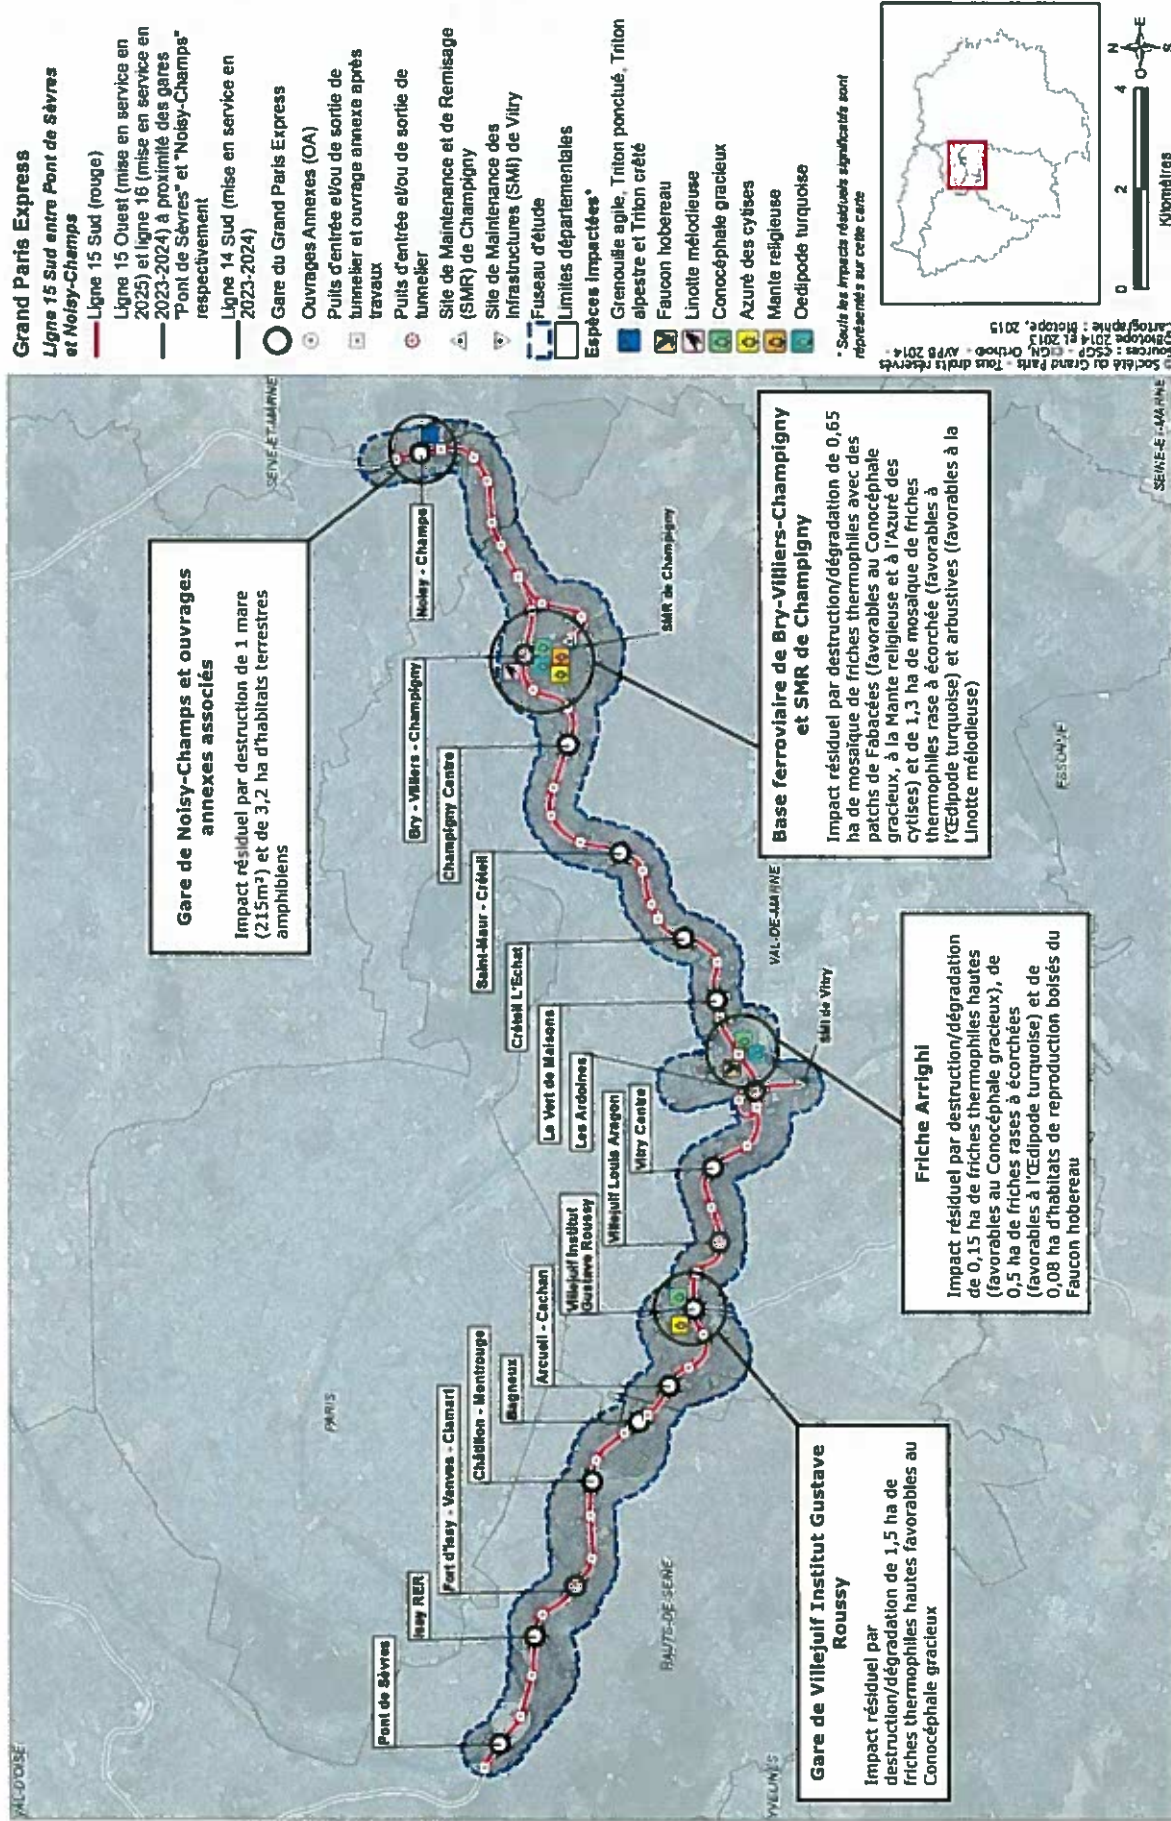 Grand Paris Express
Ligne 15 Sud entre Pont de Sèvres
et Noisy-Champs
Ligne 15 Sud (rouge)
Ligne 15 Ouest (mise en service en
2025) et ligne 16 (mise en service en
2023-2024) à proximité des gares
"Pont de Sèvres" et "Noisy-Champs"
respectivement
Ligne 14 Sud (mise en service en
2023-2024)
Gare du Grand Paris Express
Ouvrages Annexes (OA)
Puits d'entrée et/ou de sortie de
tunnelier et ouvrage annexe après
travaux
Puits d'entrée et/ou de sortie de
tunnelier
Site de Maintenance et de Remisage
(SMR) de Champigny
Site de Maintenance des
Infrastructures (SMI) de Vitry
Fuseau d'étude
Limites départementales
Espèces impactées*
Grenouille agile, Triton ponctué, Triton
alpestre et Triton crêté
Faucon hobereau
Linotte mélodieuse
Conocéphale gracieux
Azuré des cytises
Mante religieuse
Oedipode turquoise
* Seuls les impacts résiduels significatifs sont
représentés sur cette carte
0 2 4
Kilomètres
N
O E
S
© Société du Grand Paris - Tous droits réservés
Cartographie : Biotope, 2015
VAL-D'OISE
SEINE-ET-MARNE
PARIS
HAUTS-DE-SEINE
YVELINES
VAL-DE-MARNE
ESSONNE
SEINE-ET-MARNE
Pont de Sèvres
Issy RER
Fort d'Issy - Vanves - Clamart
Châtillon - Montrouge
Bagneux
Arcueil - Cachan
Villejuif Institut
Gustave Roussy
Villejuif Louis Aragon
Vitry Centre
Les Ardoines
Le Vert de Maisons
Créteil L'Echat
Saint-Maur - Créteil
Champigny Centre
Bry - Villiers - Champigny
Noisy - Champs
SMR de Champigny
SMI de Vitry
Gare de Noisy-Champs et ouvrages
annexes associés
Impact résiduel par destruction de 1 mare
(215m²) et de 3,2 ha d'habitats terrestres
amphibiens
Base ferroviaire de Bry-Villiers-Champigny
et SMR de Champigny
Impact résiduel par destruction/dégradation de 0,65
ha de mosaïque de friches thermophiles avec des
patchs de Fabacées (favorables au Conocéphale
gracieux, à la Mante religieuse et à l'Azuré des
cytises) et de 1,3 ha de mosaïque de friches
thermophiles rase à écorchée (favorables à
l'Œdipode turquoise) et arbustives (favorables à la
Linotte mélodieuse)
Friche Arrighi
Impact résiduel par destruction/dégradation
de 0,15 ha de friches thermophiles hautes
(favorables au Conocéphale gracieux), de
0,5 ha de friches rases à écorchées
(favorables à l'Œdipode turquoise) et de
0,08 ha d'habitats de reproduction boisés du
Faucon hobereau
Gare de Villejuif Institut Gustave
Roussy
Impact résiduel par
destruction/dégradation de 1,5 ha de
friches thermophiles hautes favorables au
Conocéphale gracieux